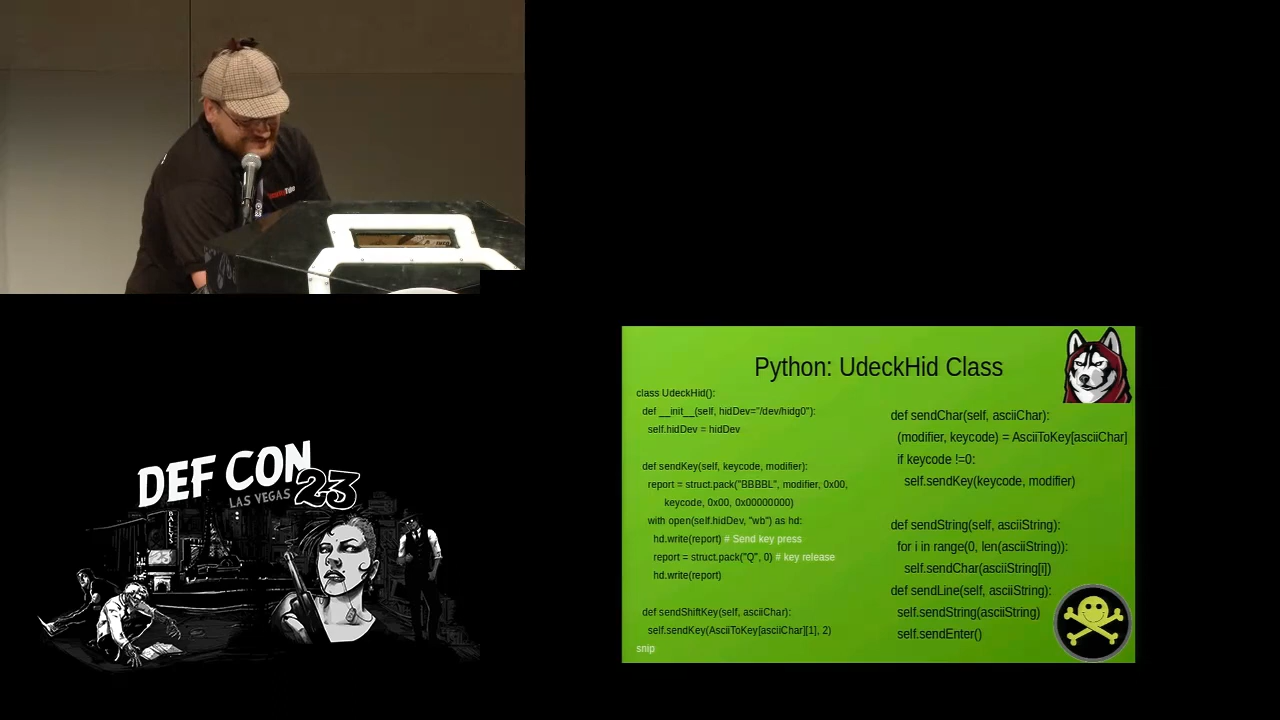 DEF CON
LAS VEGAS
23
BALLYS
23
Python: UdeckHid Class
class UdeckHid():
def __init__(self, hidDev="/dev/hidg0"):
self.hidDev = hidDev
def sendKey(self, keycode, modifier):
report = struct.pack("BBBBL", modifier, 0x00,
keycode, 0x00, 0x00000000)
with open(self.hidDev, "wb") as hd:
hd.write(report) # Send key press
report = struct.pack("Q", 0) # key release
hd.write(report)
def sendShiftKey(self, asciiChar):
self.sendKey(AsciiToKey[asciiChar][1], 2)
snip
def sendChar(self, asciiChar):
(modifier, keycode) = AsciiToKey[asciiChar]
if keycode !=0:
self.sendKey(keycode, modifier)
def sendString(self, asciiString):
for i in range(0, len(asciiString)):
self.sendChar(asciiString[i])
def sendLine(self, asciiString):
self.sendString(asciiString)
self.sendEnter()